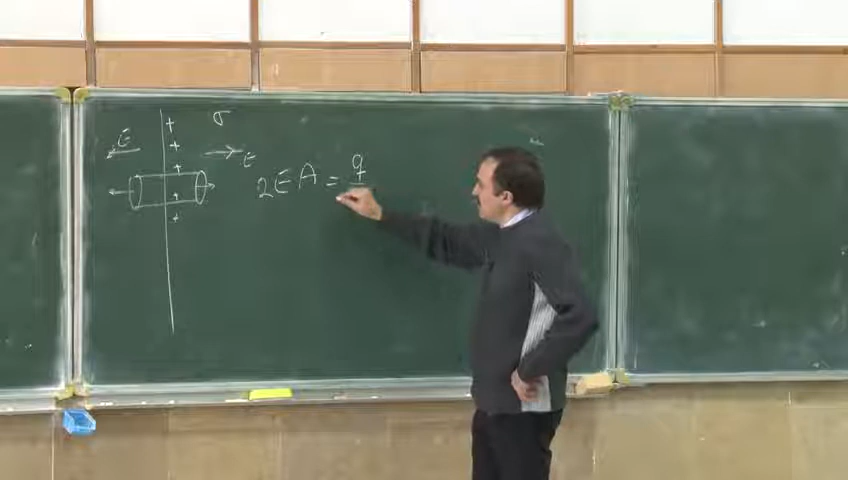 σ
+
E
+
E
+
+
+
2EA = q